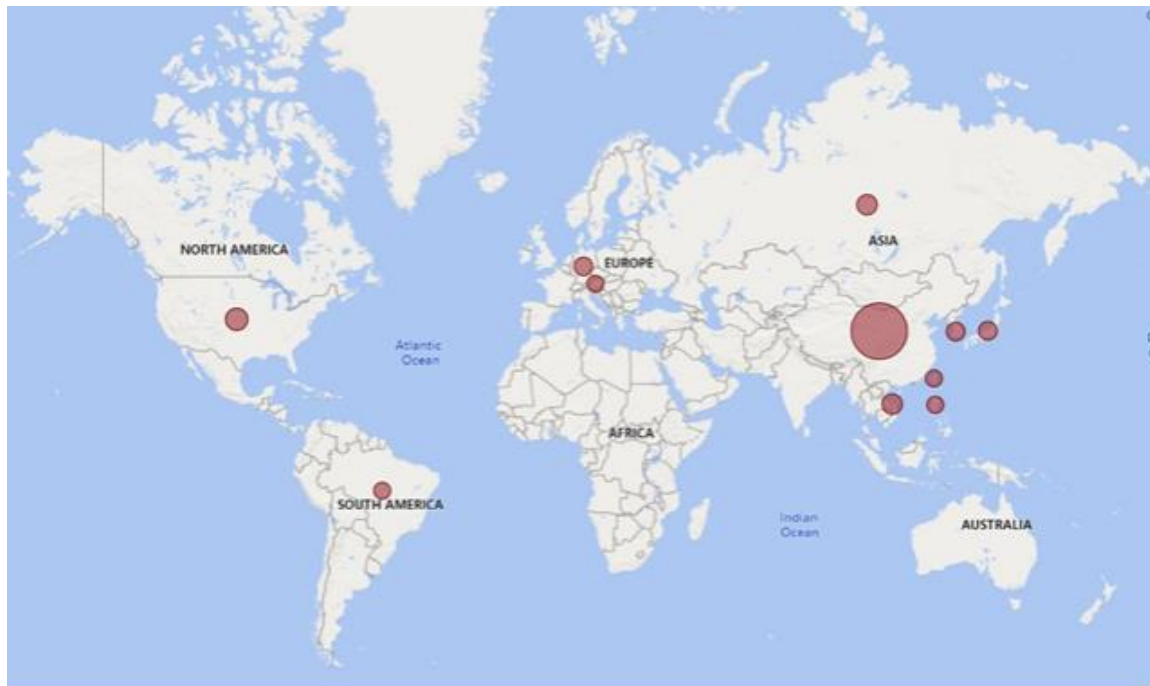 NORTH AMERICA
ASIA
EUROPE
Atlantic
Ocean
AFRICA
SOUTH AMERICA
Indian
Ocean
AUSTRALIA